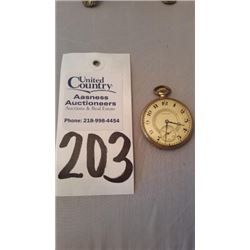 United
Country
Aasness
Auctioneers
Auctions & Real Estate
Phone: 218-998-4454
203